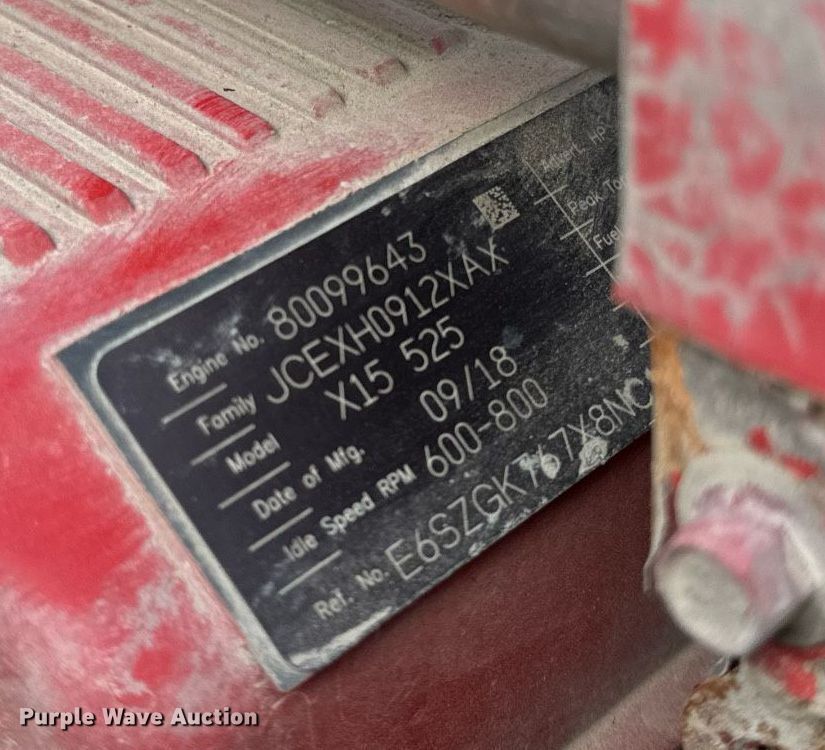 Engine No. 80099643
Family JCEXH0912XAX
Model X15 525
Date of Mfg. 09/18
Idle Speed RPM 600-800
Ref. No. E6SZGK767X8NC
HP
Peak
Fuel
Purple Wave Auction